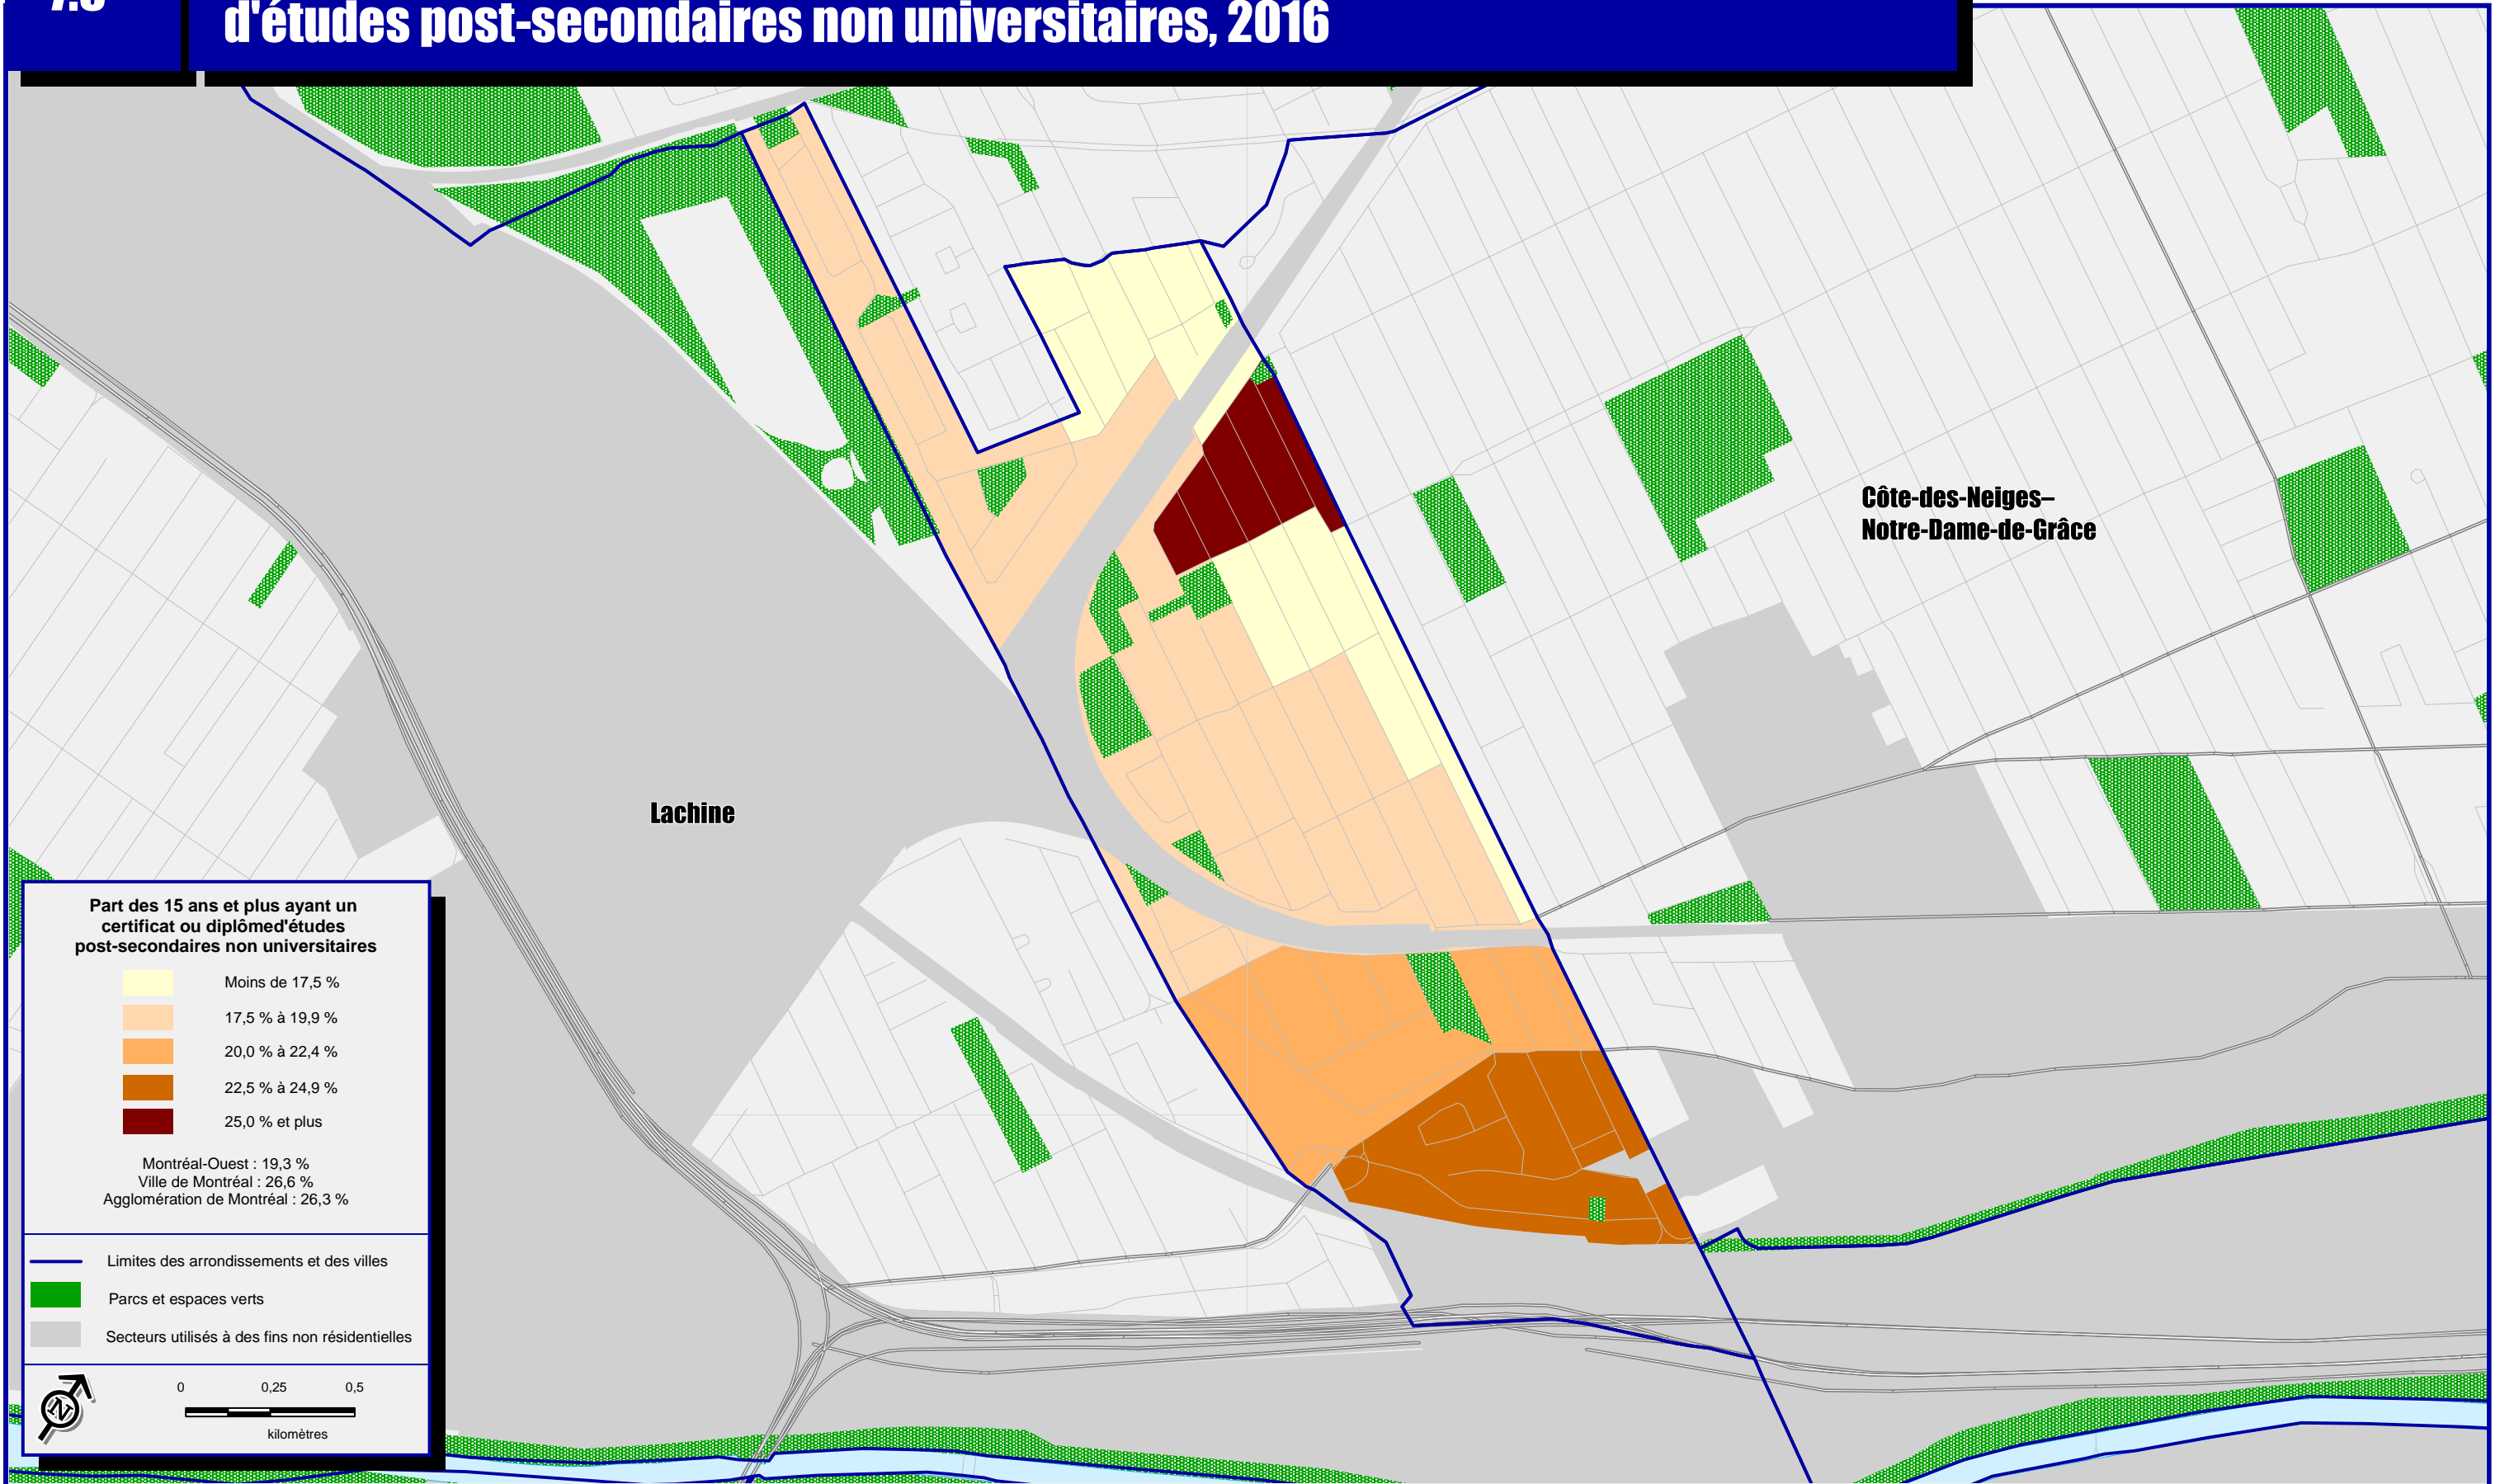 d'études post-secondaires non universitaires, 2016
Côte-des-Neiges–
Notre-Dame-de-Grâce
Lachine
Part des 15 ans et plus ayant un
certificat ou diplômed'études
post-secondaires non universitaires
Moins de 17,5 %
17,5 % à 19,9 %
20,0 % à 22,4 %
22,5 % à 24,9 %
25,0 % et plus
Montréal-Ouest : 19,3 %
Ville de Montréal : 26,6 %
Agglomération de Montréal : 26,3 %
Limites des arrondissements et des villes
Parcs et espaces verts
Secteurs utilisés à des fins non résidentielles
N
0 0,25 0,5
kilomètres